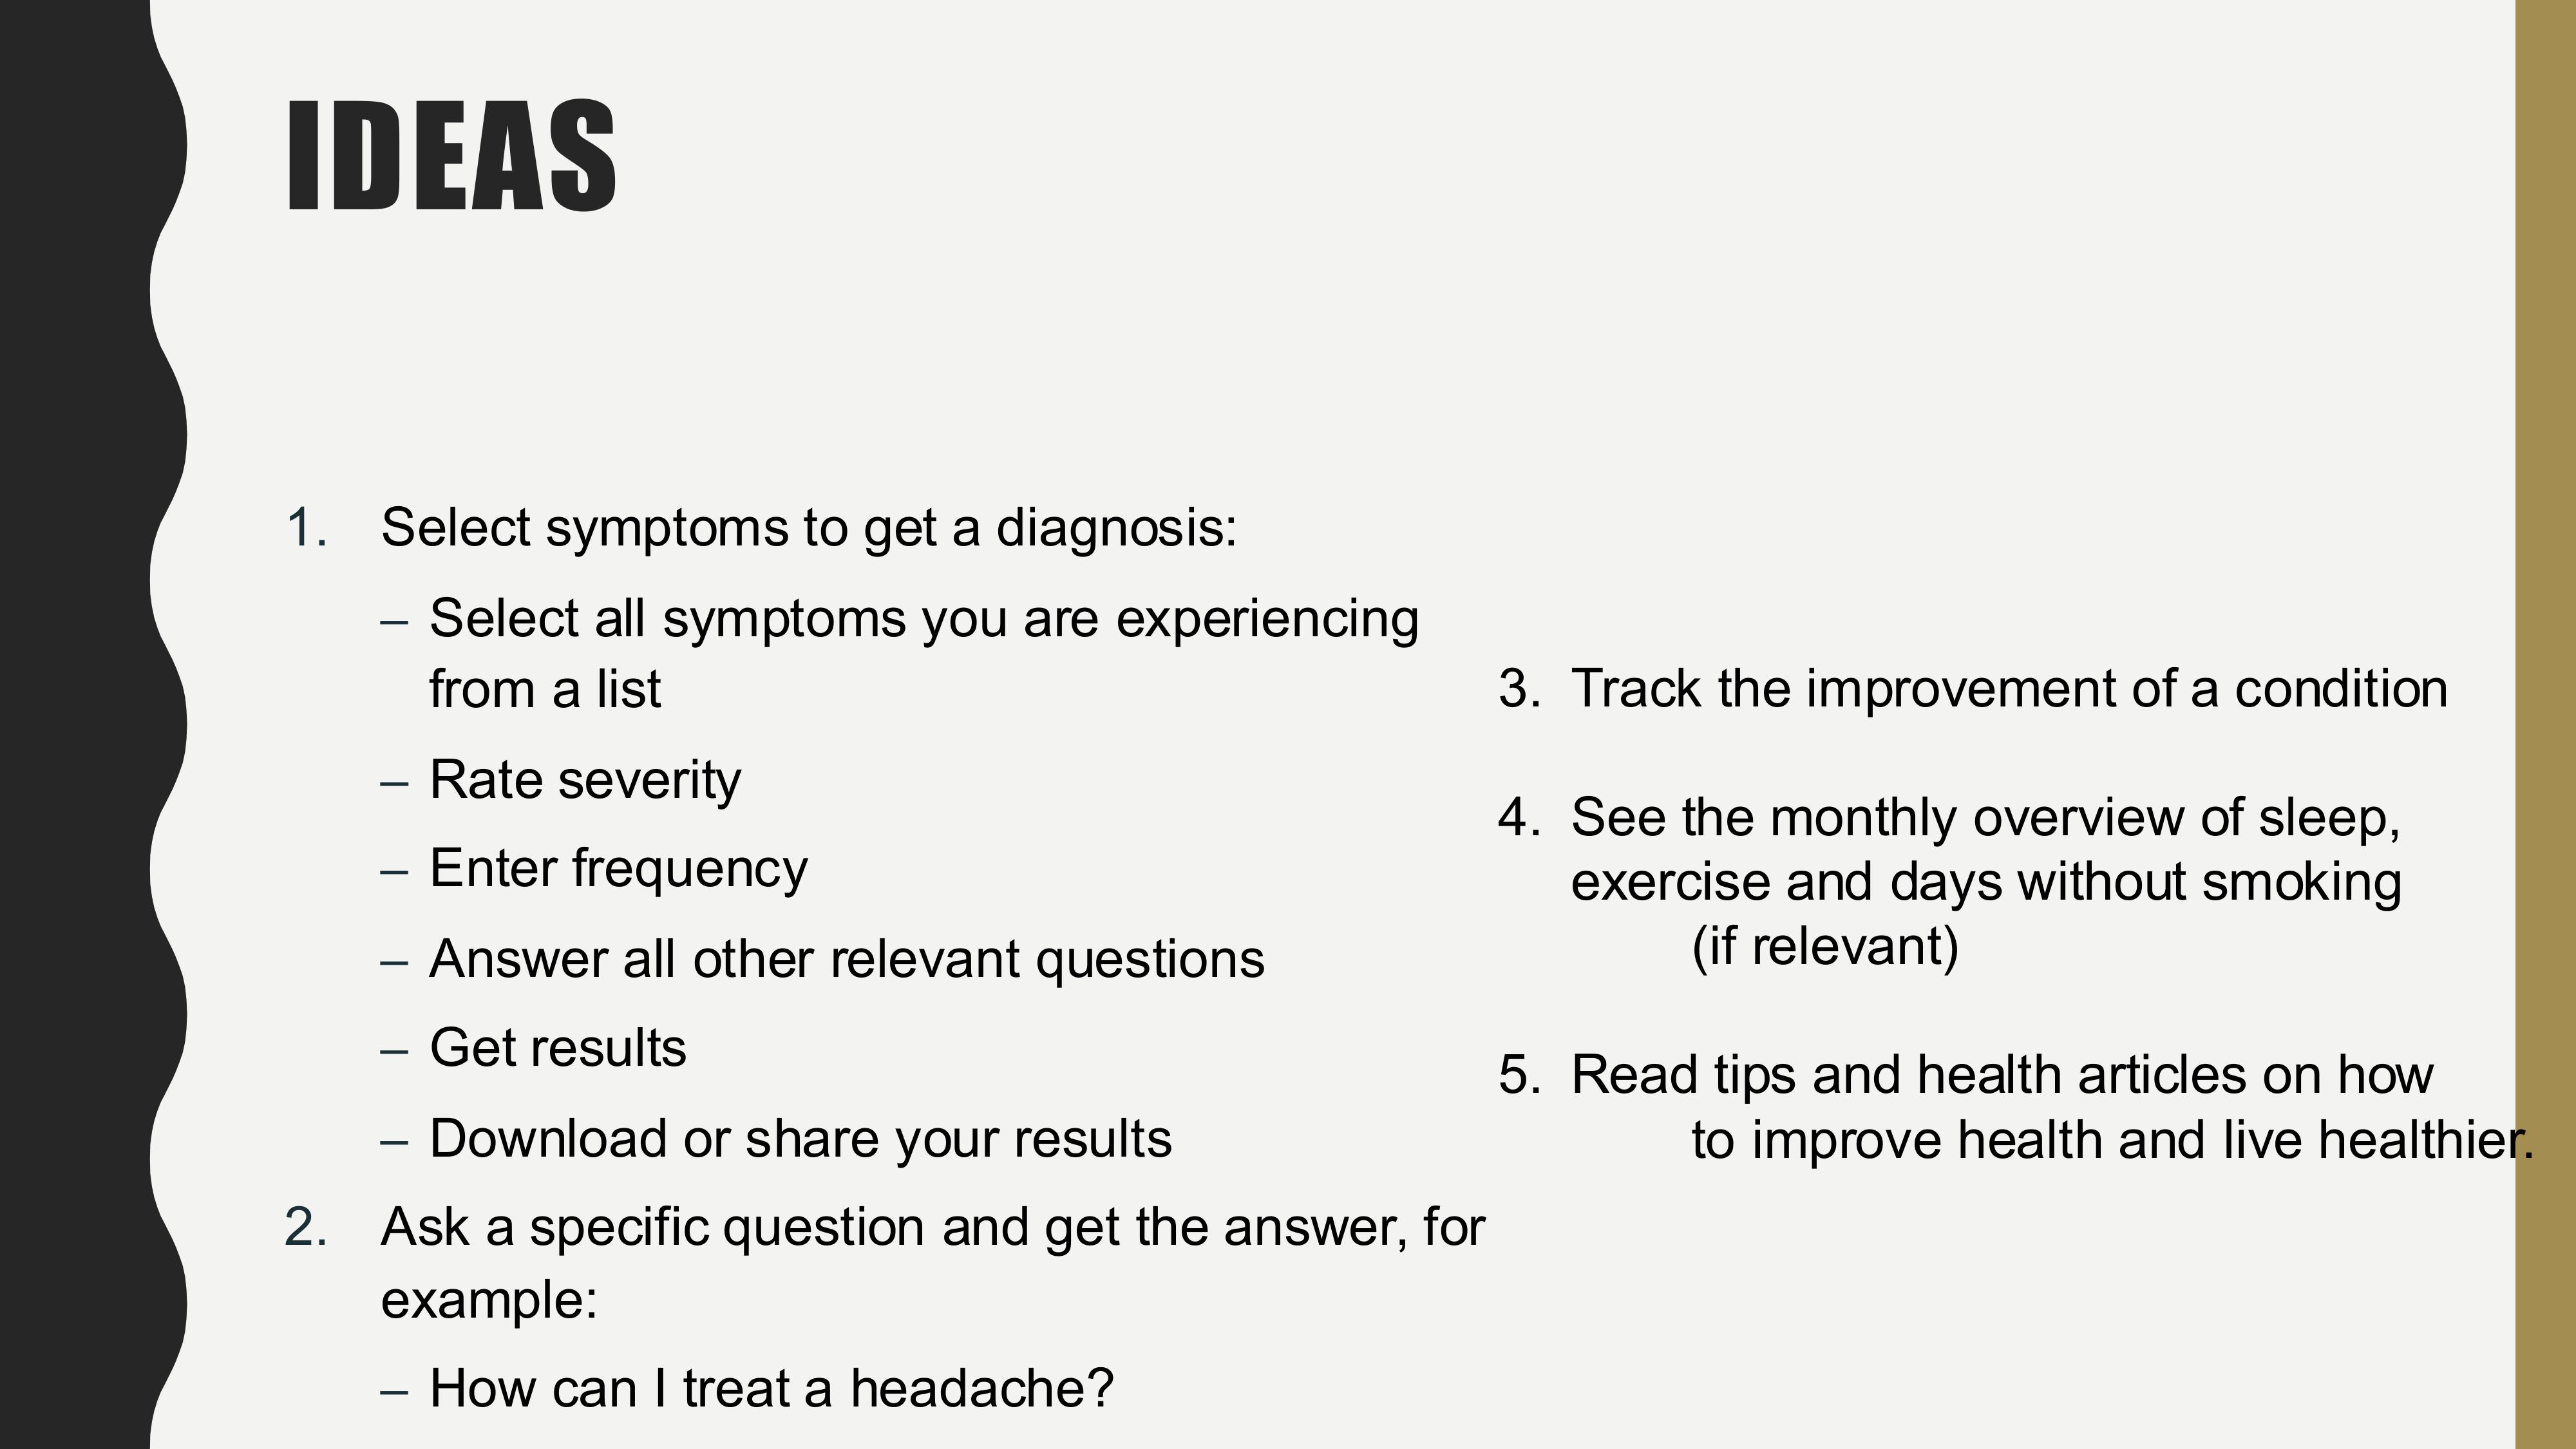 IDEAS
1. Select symptoms to get a diagnosis:
– Select all symptoms you are experiencing
from a list
– Rate severity
– Enter frequency
– Answer all other relevant questions
– Get results
– Download or share your results
2. Ask a specific question and get the answer, for
example:
– How can I treat a headache?
3. Track the improvement of a condition
4. See the monthly overview of sleep,
exercise and days without smoking
(if relevant)
5. Read tips and health articles on how
to improve health and live healthier.